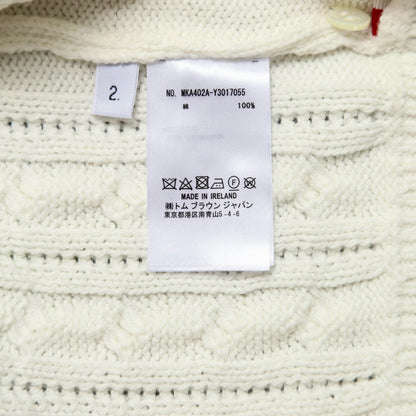 2.
NO. MKA402A-Y3017055
綿 100%
MADE IN IRELAND
㈱トム ブラウン ジャパン
東京都港区南青山5-4-6